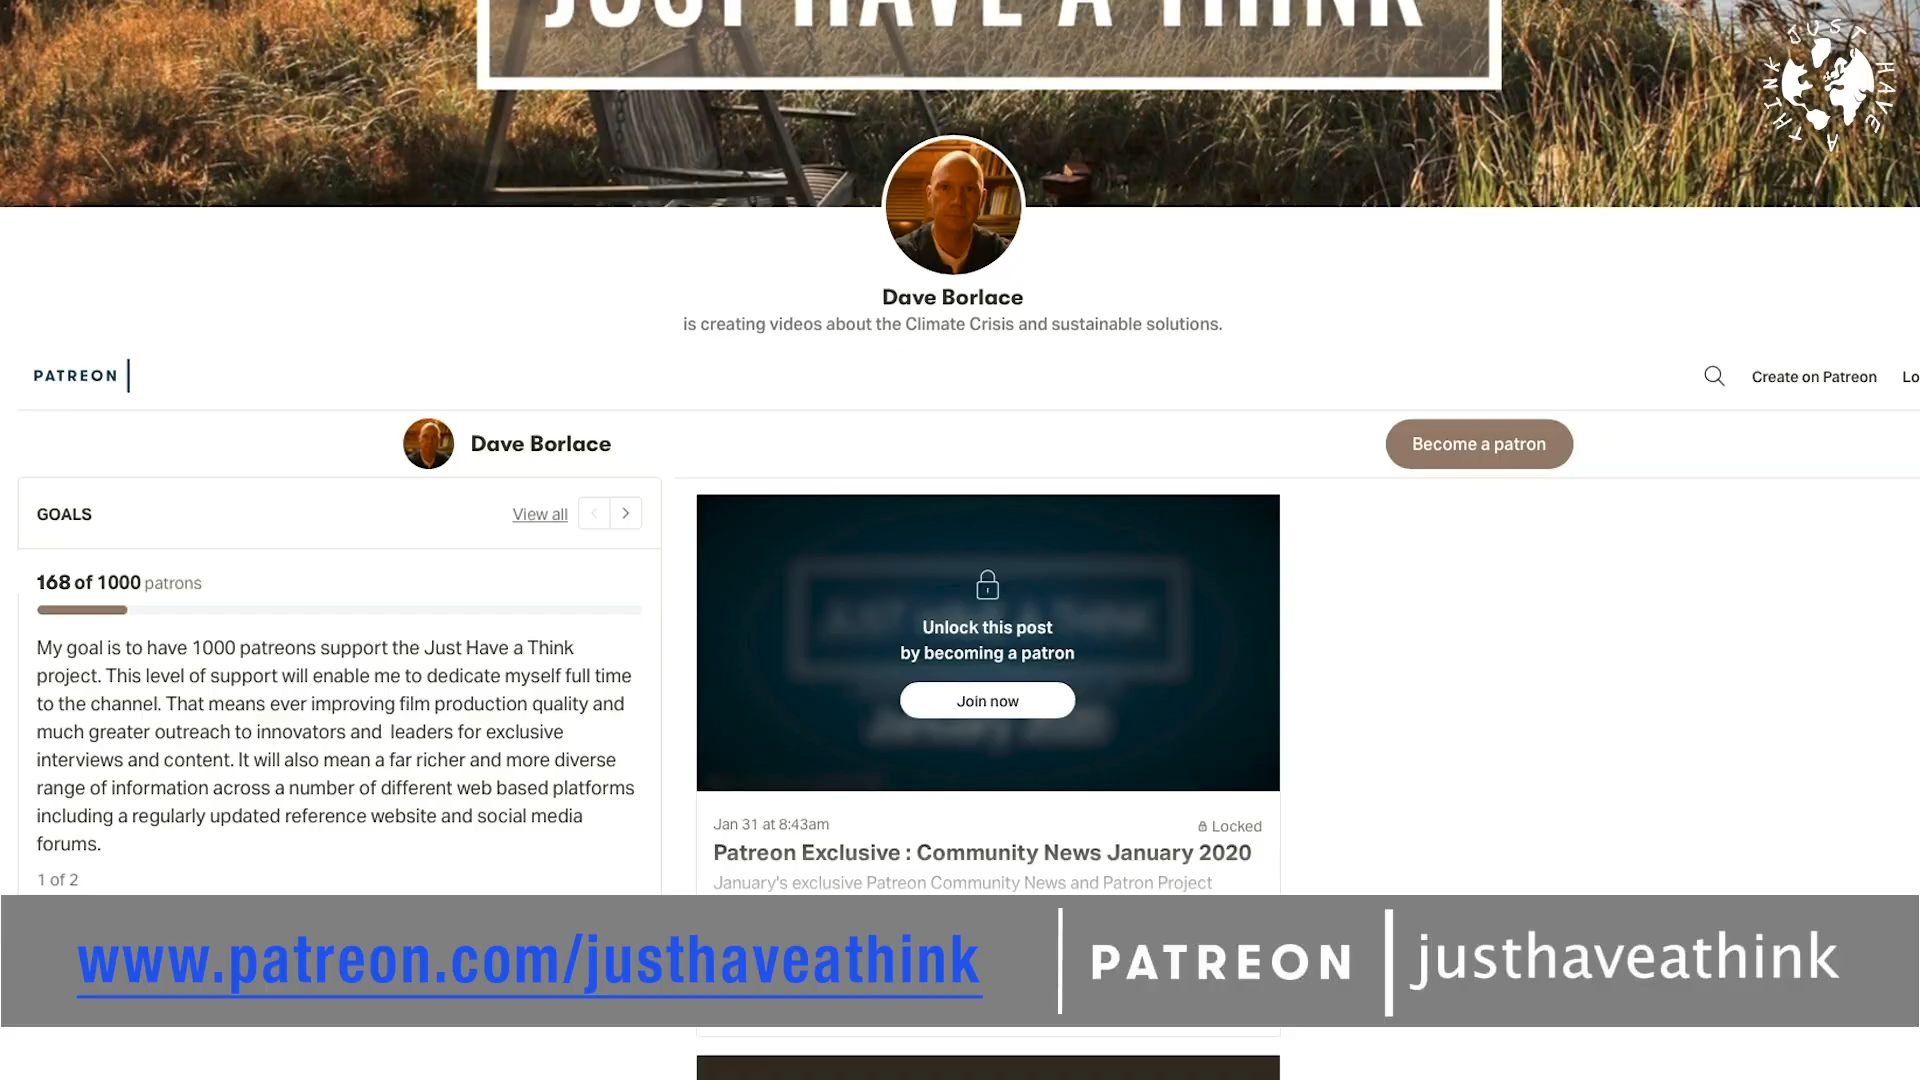 JUST HAVE A THINK
JUST HAVE A THINK
Dave Borlace
is creating videos about the Climate Crisis and sustainable solutions.
PATREON
Create on Patreon
Lo
Dave Borlace
Become a patron
GOALS
View all
168 of 1000 patrons
My goal is to have 1000 patreons support the Just Have a Think
project. This level of support will enable me to dedicate myself full time
to the channel. That means ever improving film production quality and
much greater outreach to innovators and leaders for exclusive
interviews and content. It will also mean a far richer and more diverse
range of information across a number of different web based platforms
including a regularly updated reference website and social media
forums.
1 of 2
Unlock this post
by becoming a patron
Join now
Jan 31 at 8:43am
Locked
Patreon Exclusive : Community News January 2020
January's exclusive Patreon Community News and Patron Project
www.patreon.com/justhaveathink
PATREON
justhaveathink